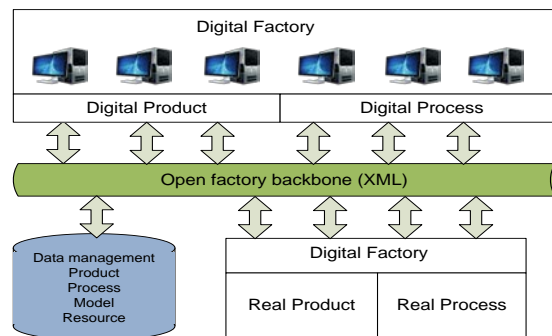 Digital Factory
Digital Product
Digital Process
Open factory backbone (XML)
Data management
Product
Process
Model
Resource
Digital Factory
Real Product
Real Process